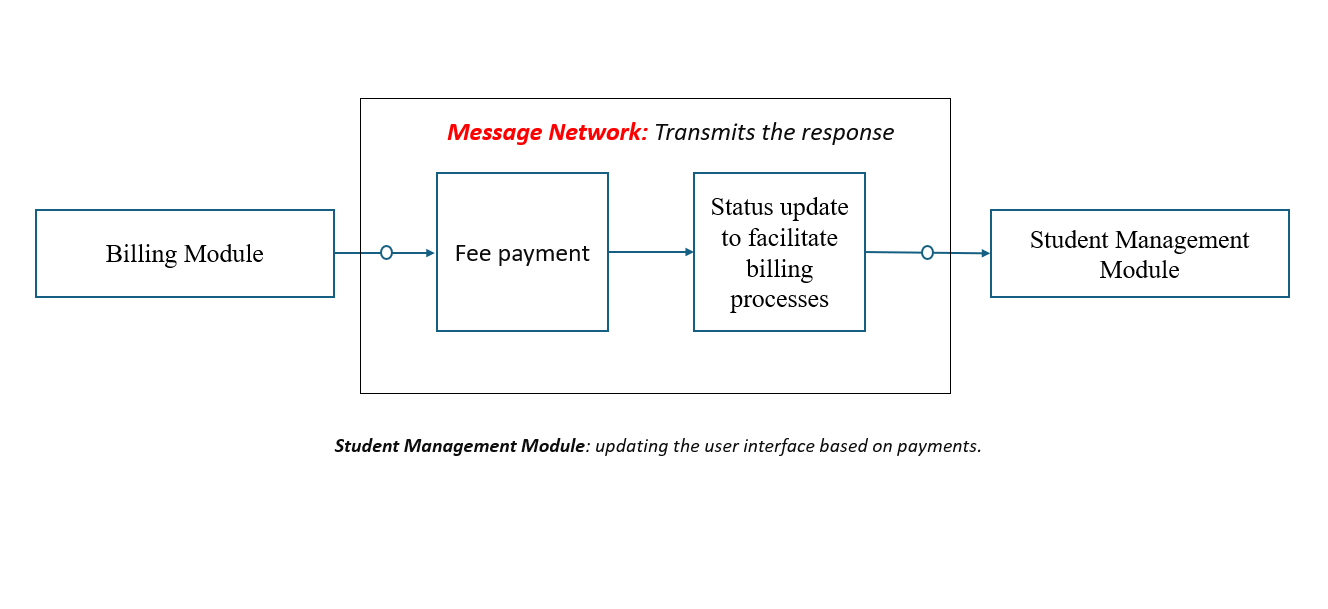 Message Network: Transmits the response
Billing Module
Fee payment
Status update
to facilitate
billing
processes
Student Management
Module
Student Management Module: updating the user interface based on payments.